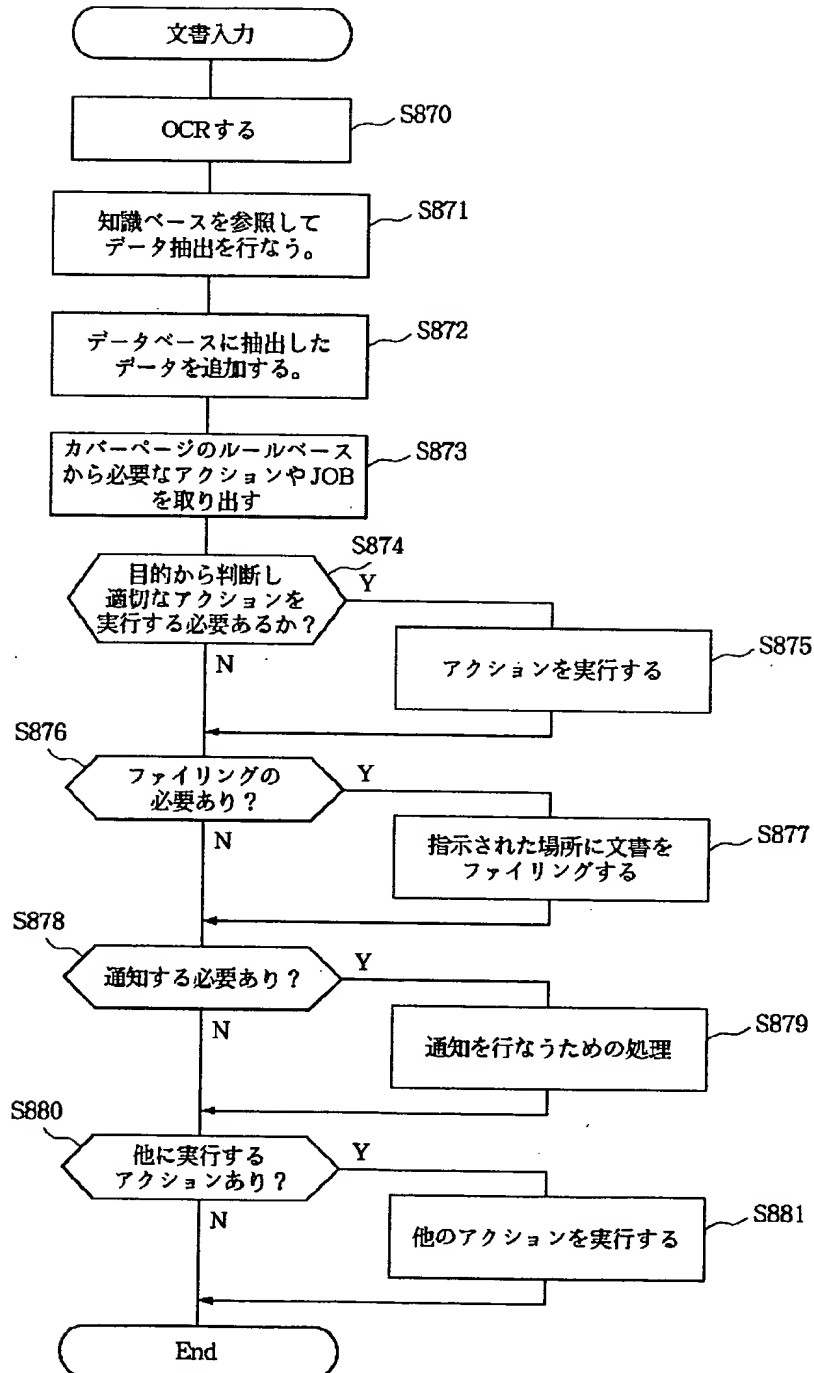 文書入力
OCRする
S870
知識ベースを参照して
データ抽出を行なう。
S871
データベースに抽出した
データを追加する。
S872
カバーページのルールベース
から必要なアクションやJOB
を取り出す
S873
目的から判断し
適切なアクションを
実行する必要あるか？
S874
Y
N
アクションを実行する
S875
S876
ファイリングの
必要あり？
Y
N
指示された場所に文書を
ファイリングする
S877
S878
通知する必要あり？
Y
N
通知を行なうための処理
S879
S880
他に実行する
アクションあり？
Y
N
他のアクションを実行する
S881
End